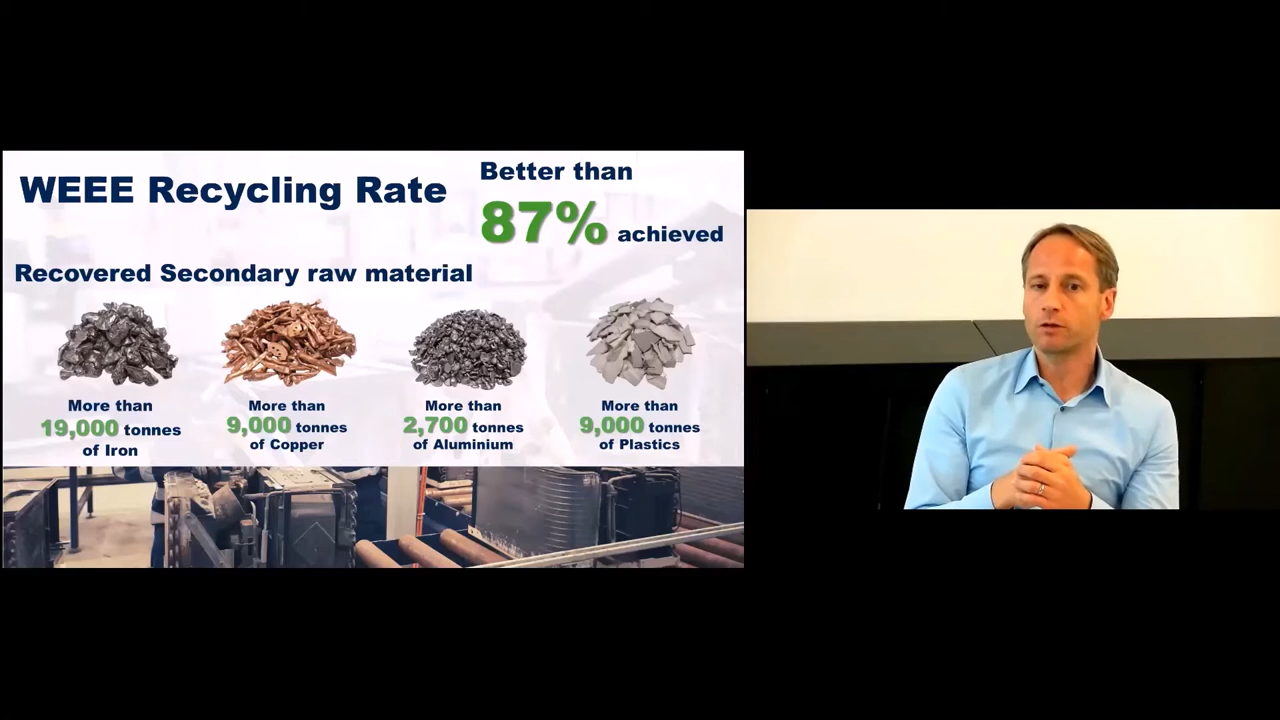 WEEE Recycling Rate
Better than
87% achieved
Recovered Secondary raw material
More than
19,000 tonnes
of Iron
More than
9,000 tonnes
of Copper
More than
2,700 tonnes
of Aluminium
More than
9,000 tonnes
of Plastics